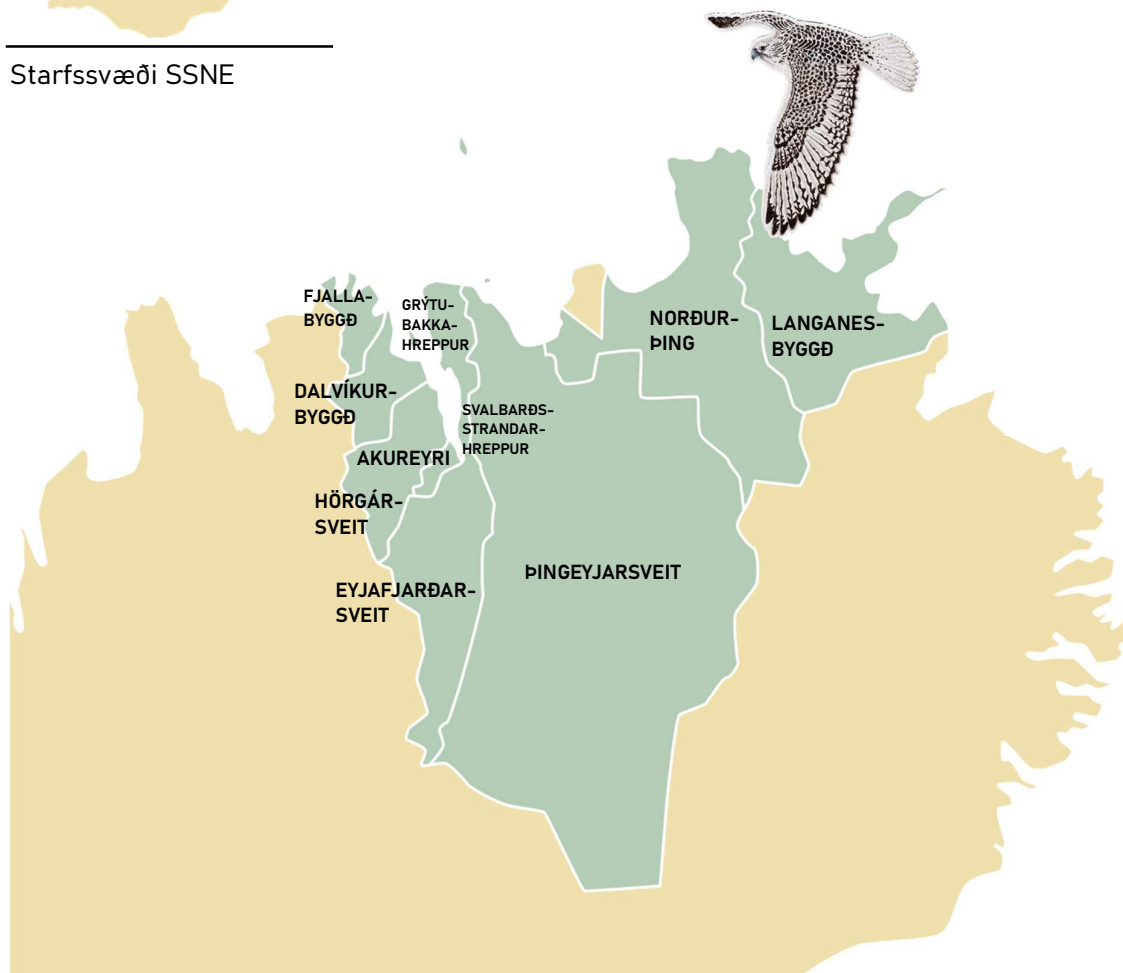 Starfssvæði SSNE
FJALLA-
BYGGÐ
GRÝTU-
BAKKA-
HREPPUR
NORÐUR-
ÞING
LANGANES-
BYGGÐ
DALVÍKUR-
BYGGÐ
SVALBARÐS-
STRANDAR-
HREPPUR
AKUREYRI
HÖRGÁR-
SVEIT
ÞINGEYJARSVEIT
EYJAFJARÐAR-
SVEIT